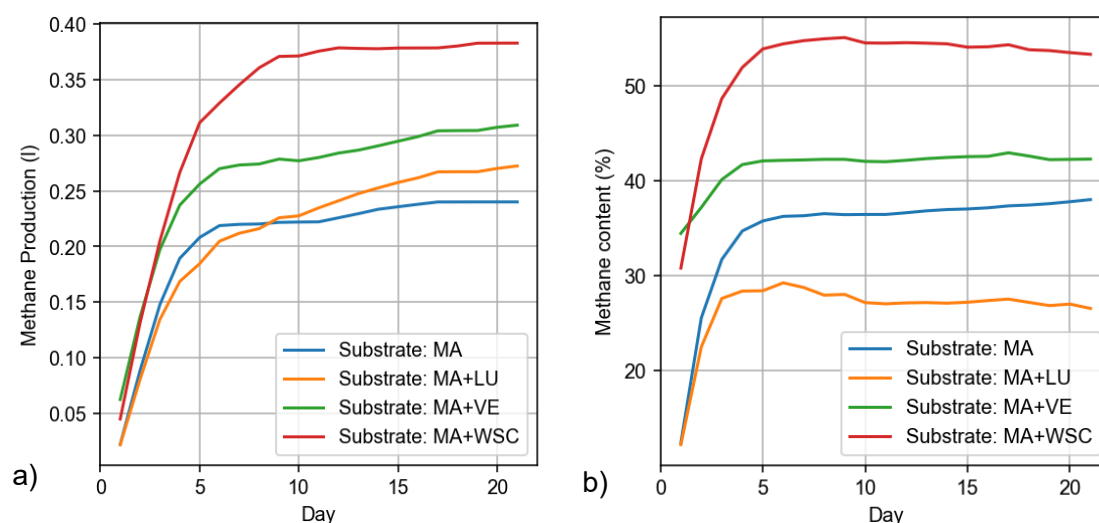 a)
Methane Production (l)
0.40
0.35
0.30
0.25
0.20
0.15
0.10
0.05
0 5 10 15 20
Day
Substrate: MA
Substrate: MA+LU
Substrate: MA+VE
Substrate: MA+WSC
b)
Methane content (%)
50
40
30
20
0 5 10 15 20
Day
Substrate: MA
Substrate: MA+LU
Substrate: MA+VE
Substrate: MA+WSC